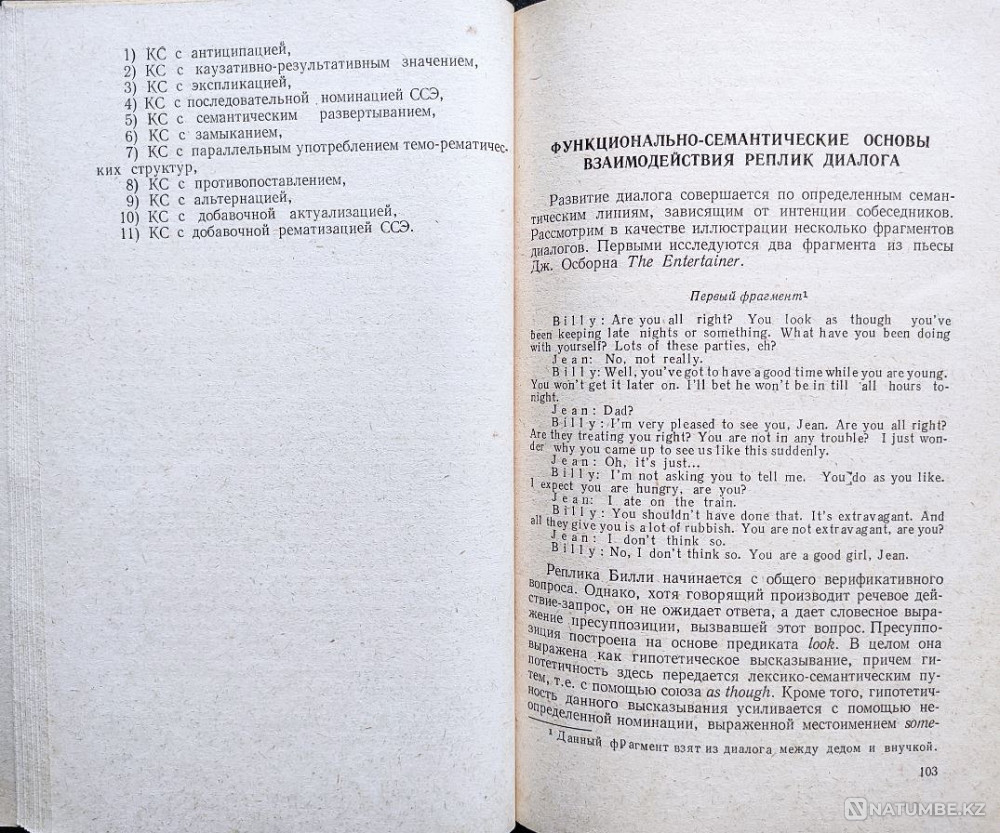 1) КС с антиципацией,
2) КС с каузативно-результативным значением,
3) КС с экспликацией,
4) КС с последовательной номинацией ССЭ,
5) КС с семантическим развертыванием,
6) КС с замыканием,
7) КС с параллельным употреблением темо-рематичес-
ких структур,
8) КС с противопоставлением,
9) КС с альтернацией,
10) КС с добавочной актуализацией,
11) КС с добавочной рематизацией ССЭ.
ФУНКЦИОНАЛЬНО-СЕМАНТИЧЕСКИЕ ОСНОВЫ
ВЗАИМОДЕЙСТВИЯ РЕПЛИК ДИАЛОГА
Развитие диалога совершается по определенным семан-
тическим линиям, зависящим от интенции собеседников.
Рассмотрим в качестве иллюстрации несколько фрагментов
диалогов. Первыми исследуются два фрагмента из пьесы
Дж. Осборна The Entertainer.
Первый фрагмент¹
Billy: Are you all right? You look as though you've
been keeping late nights or something. What have you been doing
with yourself? Lots of these parties, eh?
Jean: No, not really.
Billy: Well, you've got to have a good time while you are young.
You won't get it later on. I'll bet he won't be in till all hours to-
night.
Jean: Dad?
Billy: I'm very pleased to see you, Jean. Are you all right?
Are they treating you right? You are not in any trouble? I just won-
der why you came up to see us like this suddenly.
Jean: Oh, it's just...
Billy: I'm not asking you to tell me. You do as you like.
I expect you are hungry, are you?
Jean: I ate on the train.
Billy: You shouldn't have done that. It's extravagant. And
all they give you is a lot of rubbish. You are not extravagant, are you?
Jean: I don't think so.
Billy: No, I don't think so. You are a good girl, Jean.
Реплика Билли начинается с общего верификативного
вопроса. Однако, хотя говорящий производит речевое дей-
ствие-запрос, он не ожидает ответа, а дает словесное выра-
жение пресуппозиции, вызвавшей этот вопрос. Пресуппо-
зиция построена на основе предиката look. В целом она
выражена как гипотетическое высказывание, причем ги-
потетичность здесь передается лексико-семантическим пу-
тем, т.е. с помощью союза as though. Кроме того, гипотетич-
ность данного высказывания усиливается с помощью не-
определенной номинации, выраженной местоимением some-
¹ Данный фрагмент взят из диалога между дедом и внучкой.
103
NATUMBE.KZ